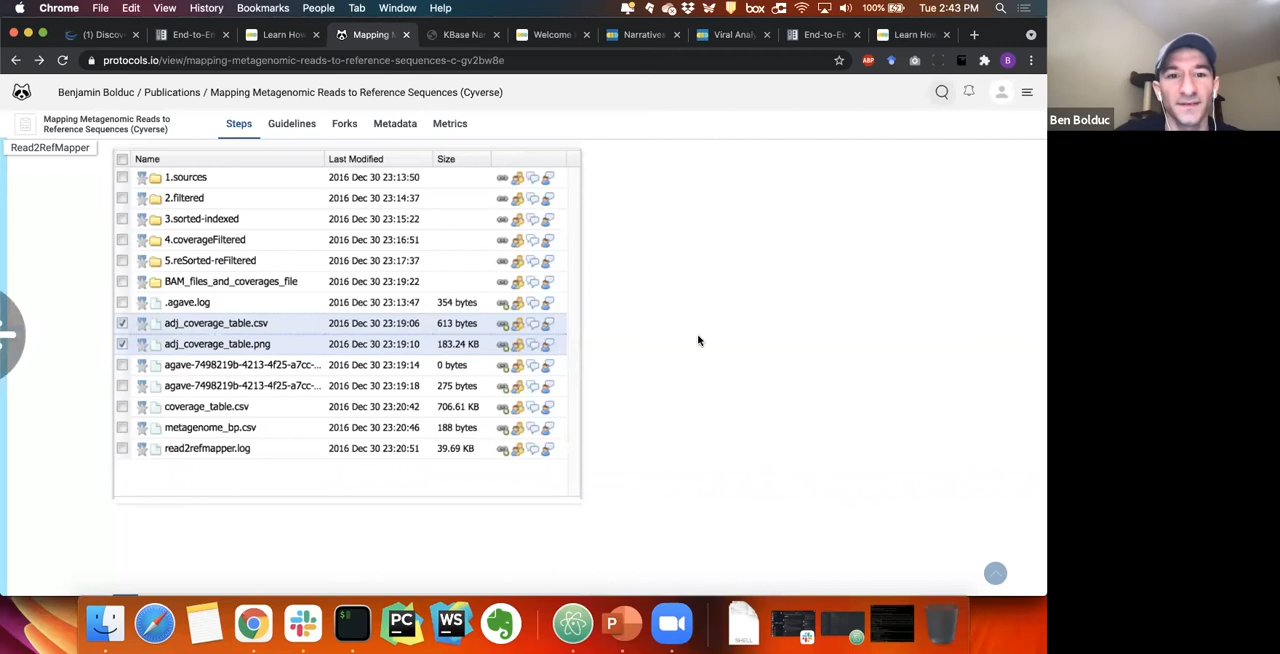 Chrome File Edit View History Bookmarks People Tab Window Help 100% Tue 2:43 PM
(1) Discov End-to-En Learn How Mapping M KBase Nar Welcome Narratives Viral Anal End-to-En Learn How
protocols.io/view/mapping-metagenomic-reads-to-reference-sequences-c-gv2bw8e
Benjamin Bolduc / Publications / Mapping Metagenomic Reads to Reference Sequences (Cyverse)
Mapping Metagenomic Reads to
Reference Sequences (Cyverse)
Steps Guidelines Forks Metadata Metrics
Read2RefMapper
Name Last Modified Size
1.sources 2016 Dec 30 23:13:50
2.filtered 2016 Dec 30 23:14:37
3.sorted-indexed 2016 Dec 30 23:15:22
4.coverageFiltered 2016 Dec 30 23:16:51
5.reSorted-reFiltered 2016 Dec 30 23:17:37
BAM_files_and_coverages_file 2016 Dec 30 23:19:22
.agave.log 2016 Dec 30 23:13:47 354 bytes
adj_coverage_table.csv 2016 Dec 30 23:19:06 613 bytes
adj_coverage_table.png 2016 Dec 30 23:19:10 183.24 KB
agave-7498219b-4213-4f25-a7cc-... 2016 Dec 30 23:19:14 0 bytes
agave-7498219b-4213-4f25-a7cc-... 2016 Dec 30 23:19:18 275 bytes
coverage_table.csv 2016 Dec 30 23:20:42 706.61 KB
metagenome_bp.csv 2016 Dec 30 23:20:46 188 bytes
read2refmapper.log 2016 Dec 30 23:20:51 39.69 KB
Ben Bolduc
box
ABP
B
PC
WS
P
SHELL